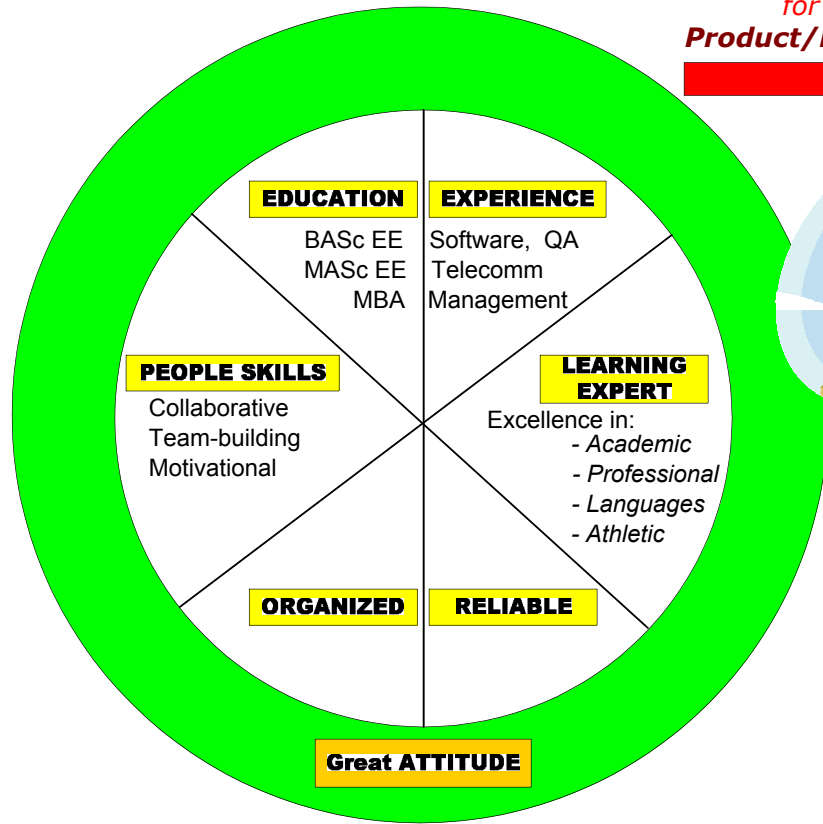 for
Product/
EDUCATION
BASc EE
MASc EE
MBA
EXPERIENCE
Software, QA
Telecomm
Management
PEOPLE SKILLS
Collaborative
Team-building
Motivational
LEARNING
EXPERT
Excellence in:
- Academic
- Professional
- Languages
- Athletic
ORGANIZED
RELIABLE
Great ATTITUDE